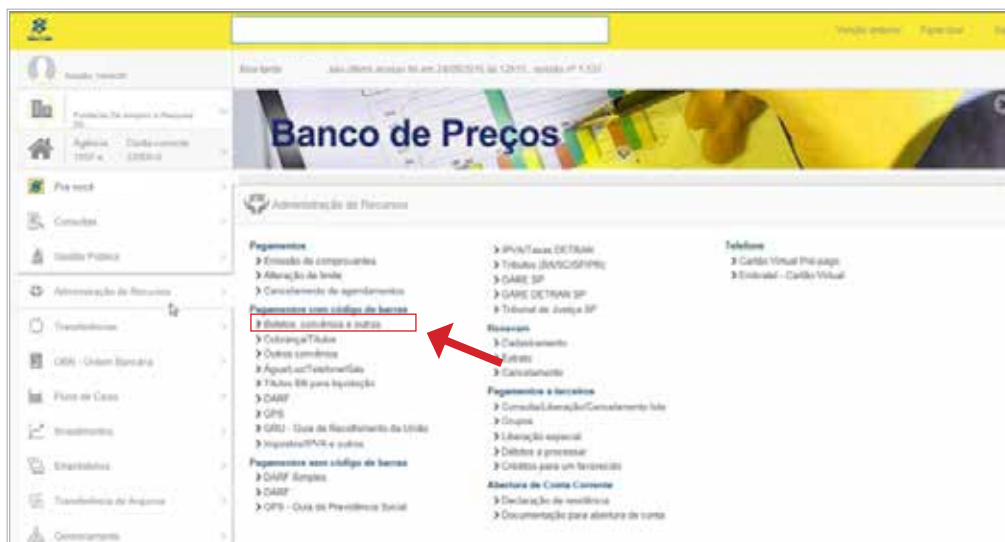 Banco de Preços
Boa tarde
Agência Conta corrente
Pra você
Consultas
Gestão Pública
Administração de Recursos
Transferências
OBN - Ordem Bancária
Fluxo de Caixa
Investimentos
Empréstimos
Transferência de Arquivos
Gerenciamento
Administração de Recursos
Pagamentos
Emissão de comprovantes
Alteração de limite
Cancelamento de agendamentos
Pagamentos com código de barras
Boletos, convênios e outros
Cobrança/Títulos
Outros convênios
Água/Luz/Telefone/Gás
Títulos BB para liquidação
DARF
GPS
GRU - Guia de Recolhimento da União
Impostos/IPVA e outros
Pagamentos sem código de barras
DARF Simples
DARF
GPS - Guia da Previdência Social
IPVA/Taxas DETRAN
Tributos (BA/SC/SP/PR)
GARE SP
GARE DETRAN SP
Tribunal de Justiça SP
Renavam
Cadastramento
Extrato
Cancelamento
Pagamentos a terceiros
Consulta/Liberação/Cancelamento lote
Grupos
Liberação especial
Débitos a processar
Créditos para um favorecido
Abertura de Conta Corrente
Declaração de residência
Documentação para abertura de conta
Telefone
Cartão Virtual Pré-pago
Embratel - Cartão Virtual